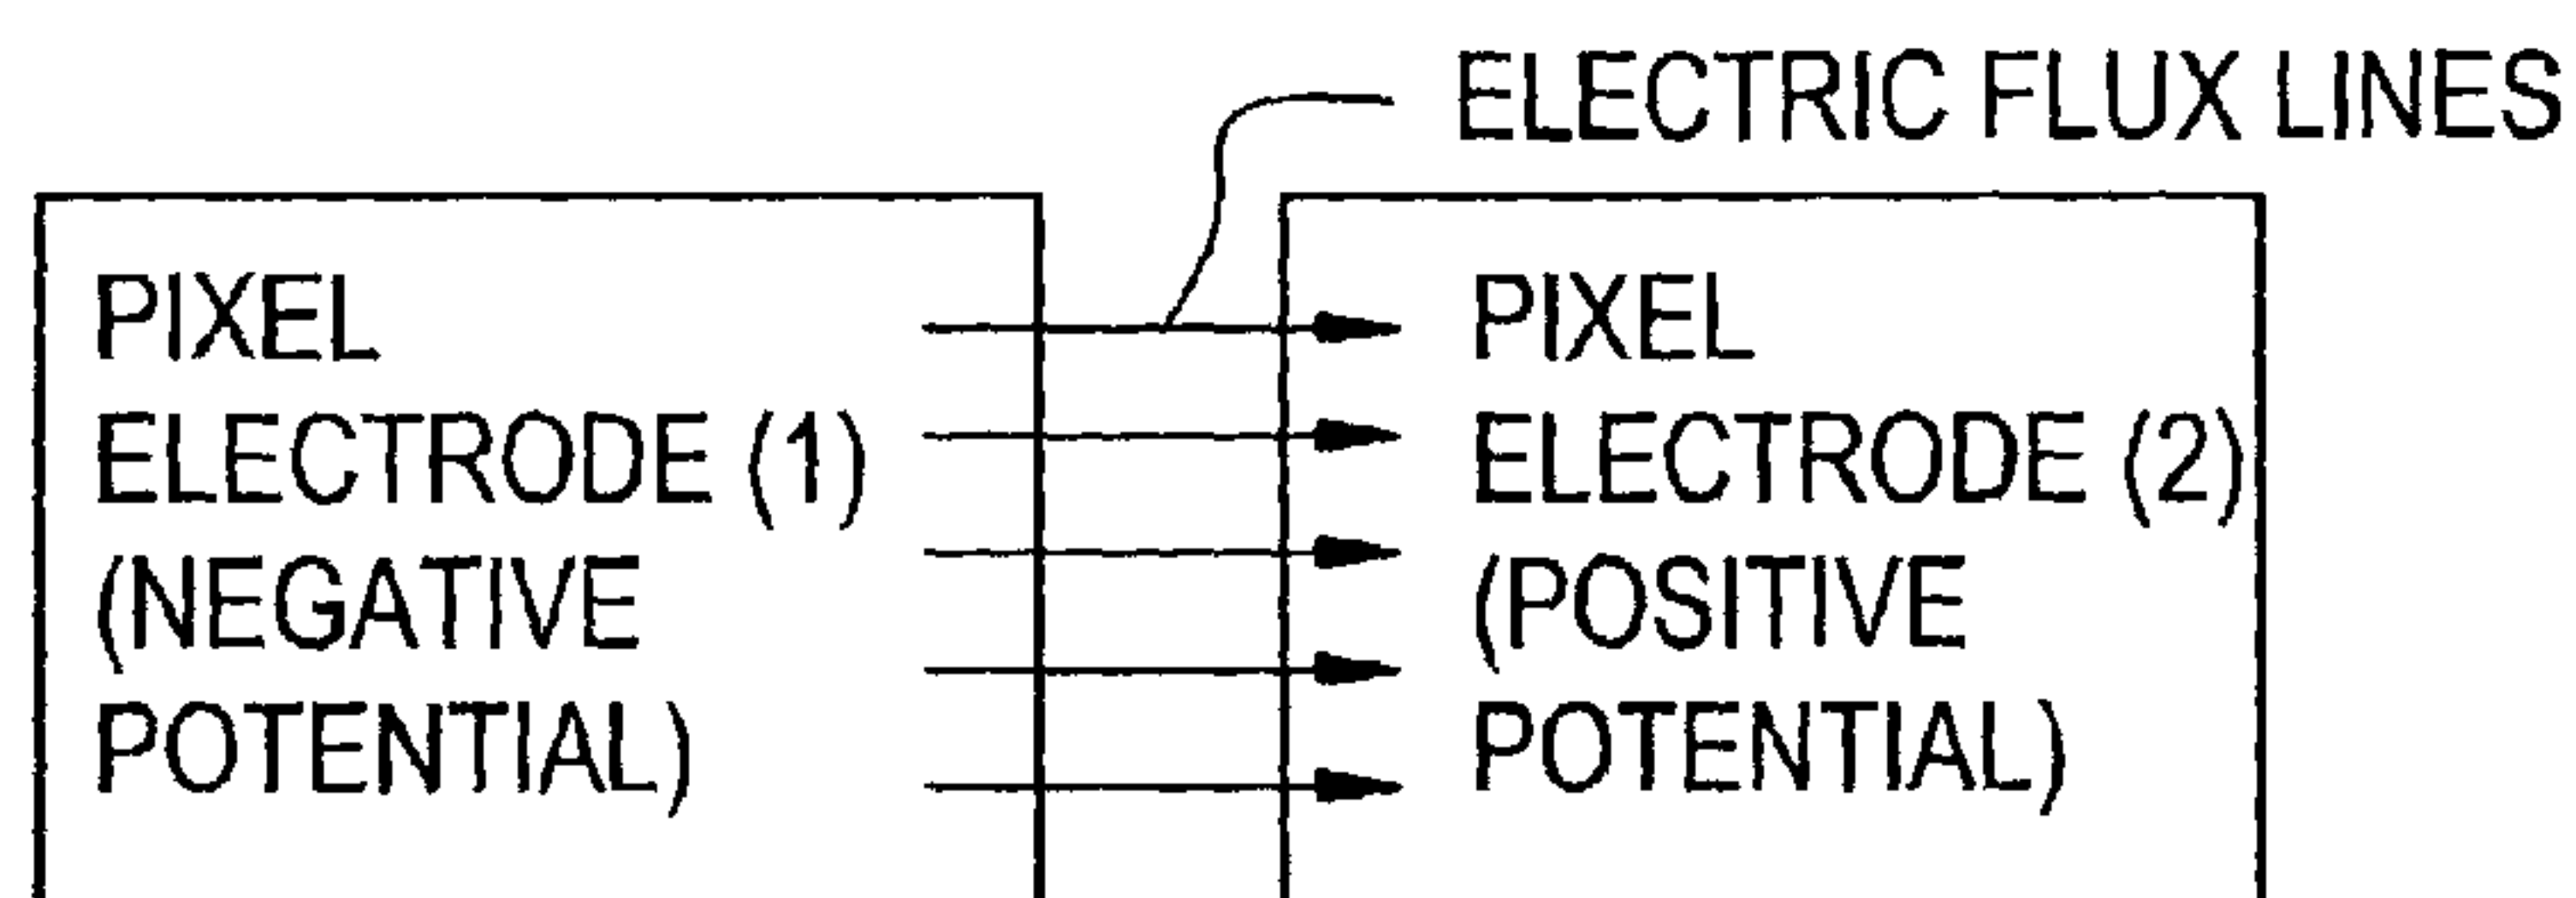 ELECTRIC FLUX LINES
PIXEL
ELECTRODE (1)
(NEGATIVE
POTENTIAL)
PIXEL
ELECTRODE (2)
(POSITIVE
POTENTIAL)